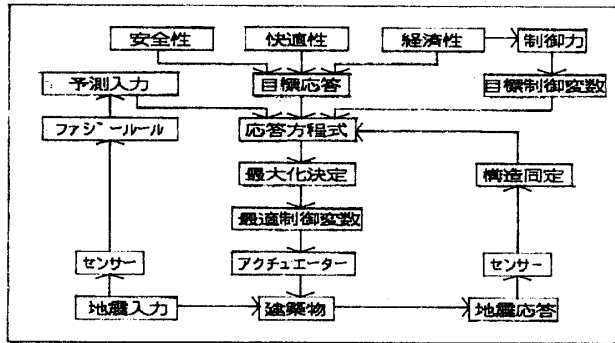 安全性 快適性 経済性 制御力
予測入力 目標応答 目標制御変数
ファジールール 応答方程式
最大化決定 構造同定
最適制御変数
センサー アクチュエーター センサー
地震入力 建築物 地震応答